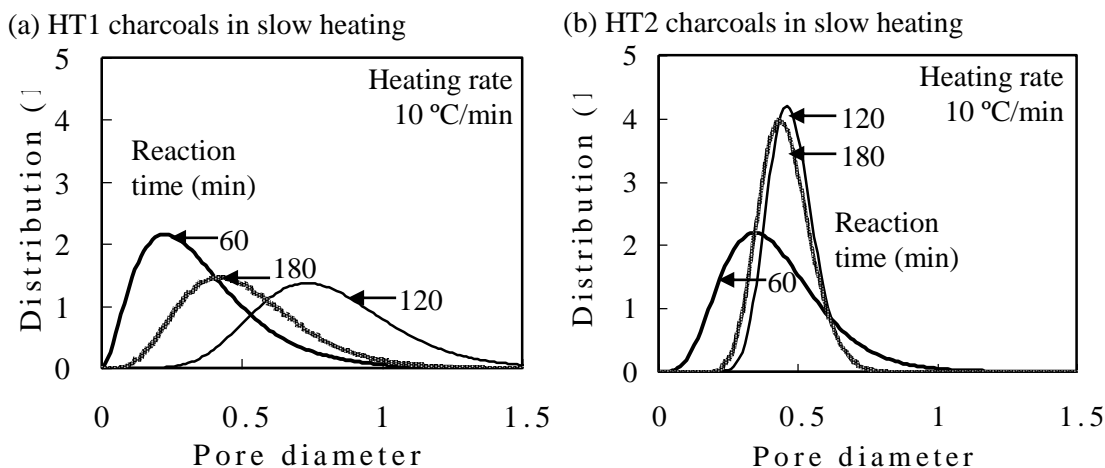 (a) HT1 charcoals in slow heating
5
4
3
2
1
0
Distribution (
Heating rate
10 ºC/min
Reaction
time (min)
60
180
120
0
0.5
1
1.5
Pore diameter
(b) HT2 charcoals in slow heating
5
4
3
2
1
0
Distribution (
Heating rate
10 ºC/min
120
180
Reaction
time (min)
60
0
0.5
1
1.5
Pore diameter